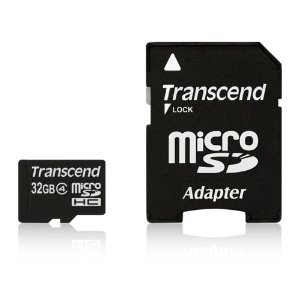 Transcend
LOCK
micro
SD
Adapter
Transcend
32GB 4 micro
SD
HC